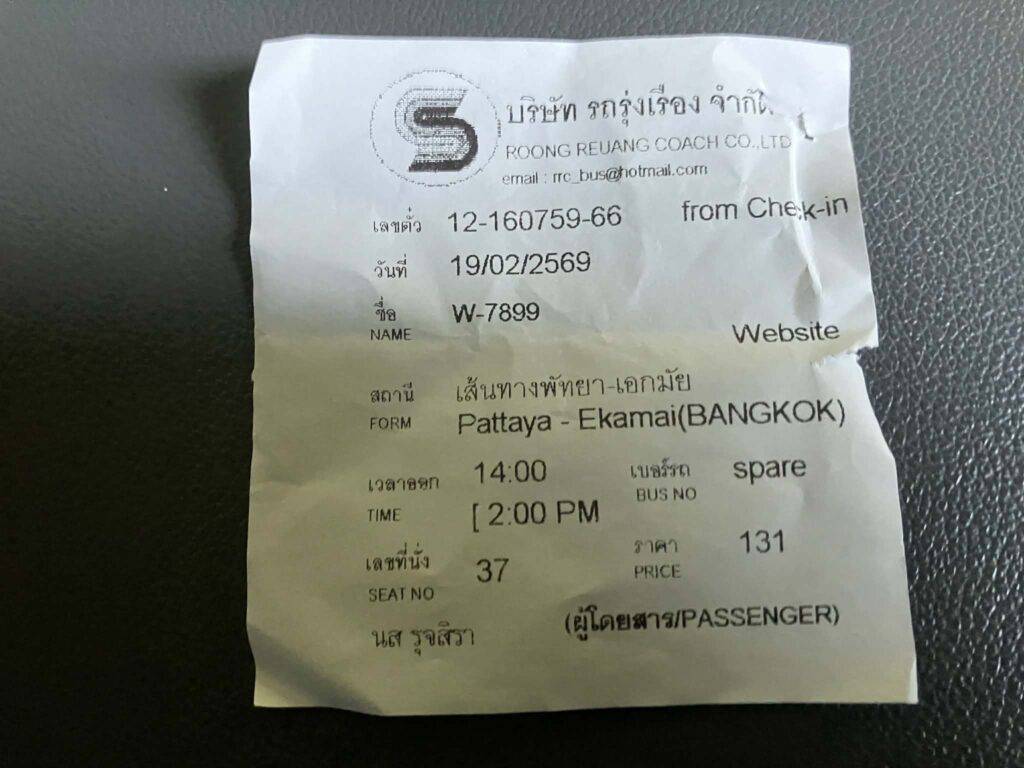 บริษัท รถรุ่งเรือง จำกัด
ROONG REUANG COACH CO.,LTD
email : rrc_bus@hotmail.com
เลขตั๋ว 12-160759-66 from Check-in
วันที่ 19/02/2569
ชื่อ W-7899
NAME Website
สถานี เส้นทางพัทยา-เอกมัย
FORM Pattaya - Ekamai(BANGKOK)
เวลาออก 14:00 เบอร์รถ spare
TIME [ 2:00 PM BUS NO
เลขที่นั่ง 37 ราคา 131
SEAT NO PRICE
นส รุจสิรา (ผู้โดยสาร/PASSENGER)